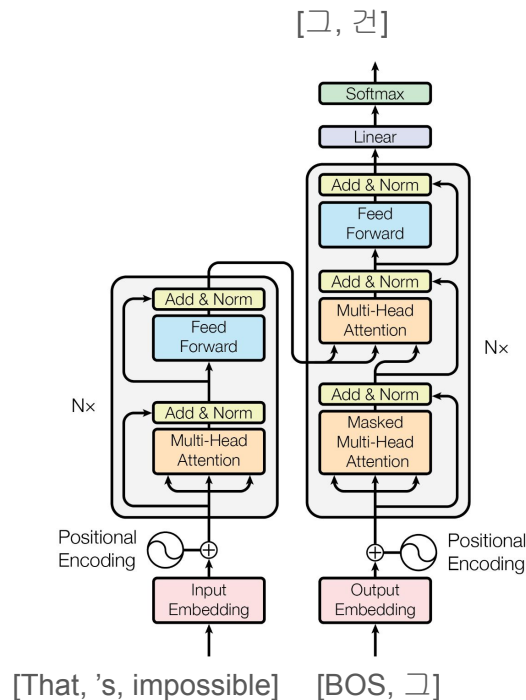 [그, 건]
Softmax
Linear
Add & Norm
Feed
Forward
Add & Norm
Multi-Head
Attention
Add & Norm
Masked
Multi-Head
Attention
N×
Add & Norm
Feed
Forward
Add & Norm
Multi-Head
Attention
N×
Positional
Encoding
Positional
Encoding
Input
Embedding
Output
Embedding
[That, 's, impossible]
[BOS, 그]